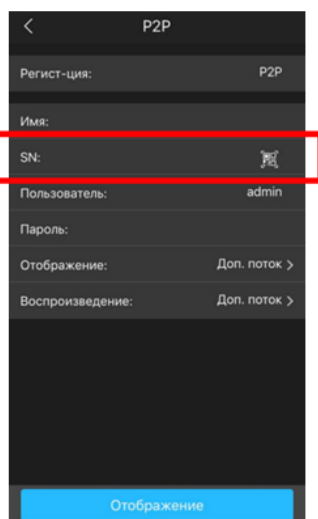 P2P
Регист-ция: P2P
Имя:
SN:
Пользователь: admin
Пароль:
Отображение: Доп. поток
Воспроизведение: Доп. поток
Отображение